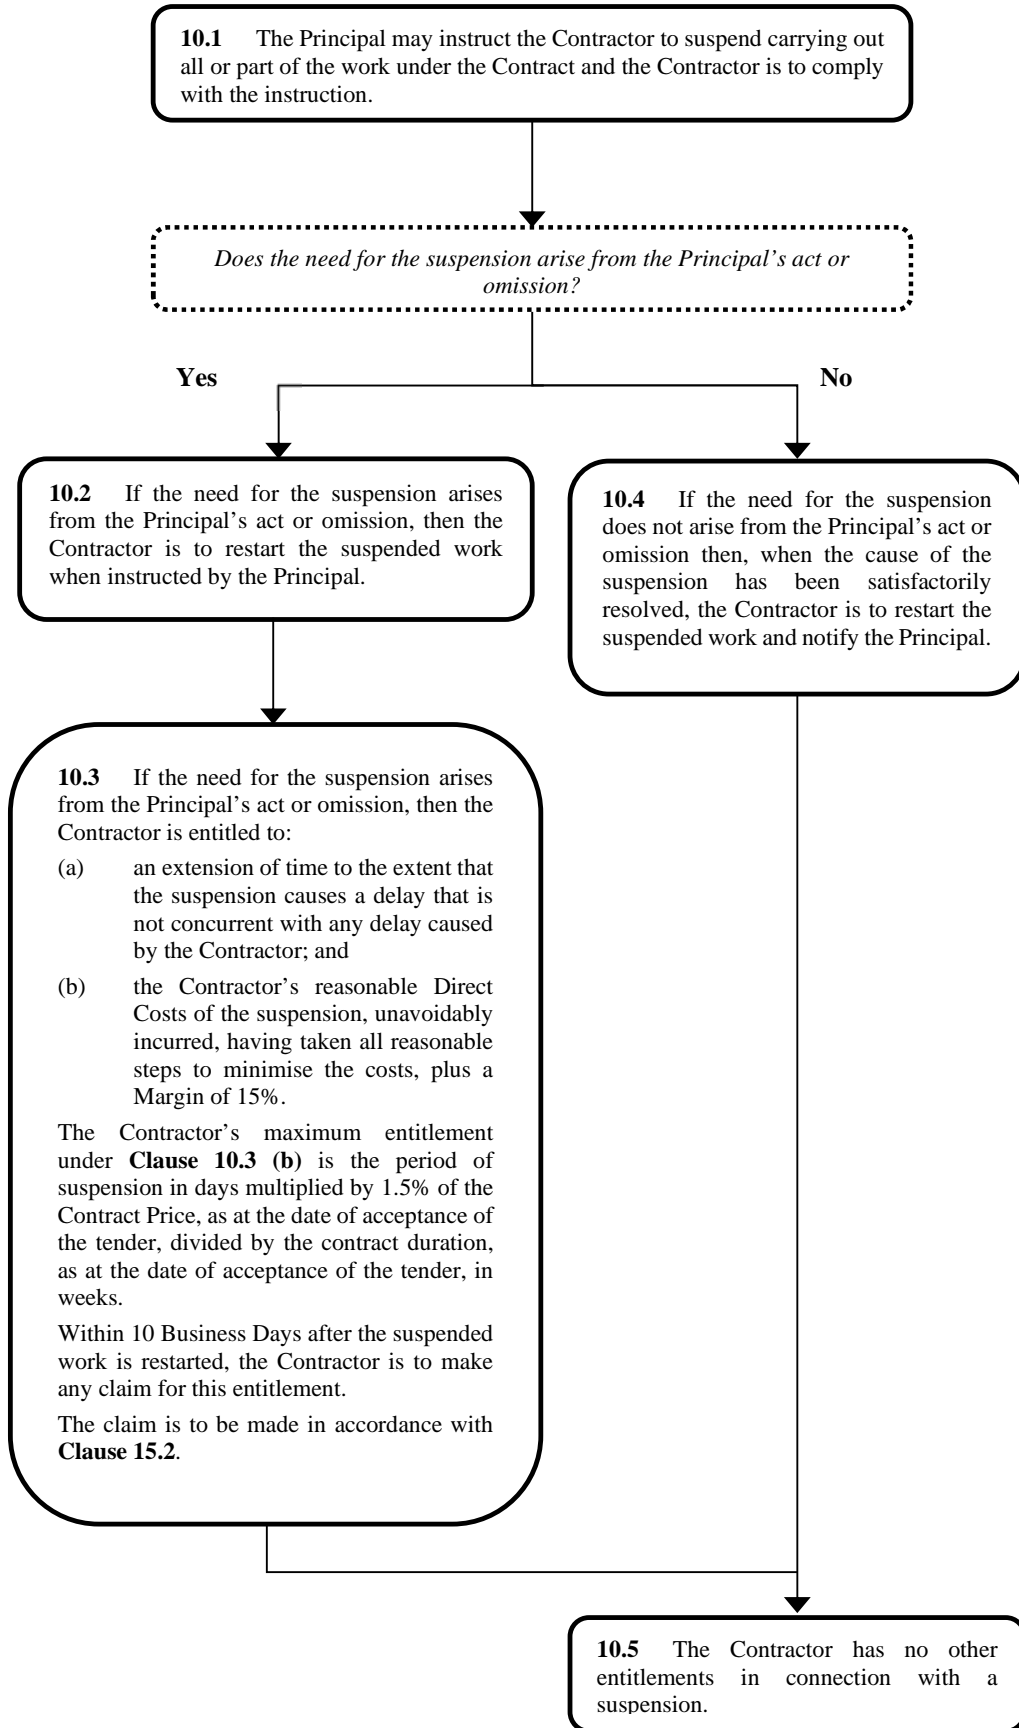 10.1 The Principal may instruct the Contractor to suspend carrying out
all or part of the work under the Contract and the Contractor is to comply
with the instruction.
Does the need for the suspension arise from the Principal's act or
omission?
Yes
No
10.2 If the need for the suspension arises
from the Principal's act or omission, then the
Contractor is to restart the suspended work
when instructed by the Principal.
10.4 If the need for the suspension
does not arise from the Principal's act or
omission then, when the cause of the
suspension has been satisfactorily
resolved, the Contractor is to restart the
suspended work and notify the Principal.
10.3 If the need for the suspension arises
from the Principal's act or omission, then the
Contractor is entitled to:
(a) an extension of time to the extent that
the suspension causes a delay that is
not concurrent with any delay caused
by the Contractor; and
(b) the Contractor's reasonable Direct
Costs of the suspension, unavoidably
incurred, having taken all reasonable
steps to minimise the costs, plus a
Margin of 15%.
The Contractor's maximum entitlement
under Clause 10.3 (b) is the period of
suspension in days multiplied by 1.5% of the
Contract Price, as at the date of acceptance of
the tender, divided by the contract duration,
as at the date of acceptance of the tender, in
weeks.
Within 10 Business Days after the suspended
work is restarted, the Contractor is to make
any claim for this entitlement.
The claim is to be made in accordance with
Clause 15.2.
10.5 The Contractor has no other
entitlements in connection with a
suspension.